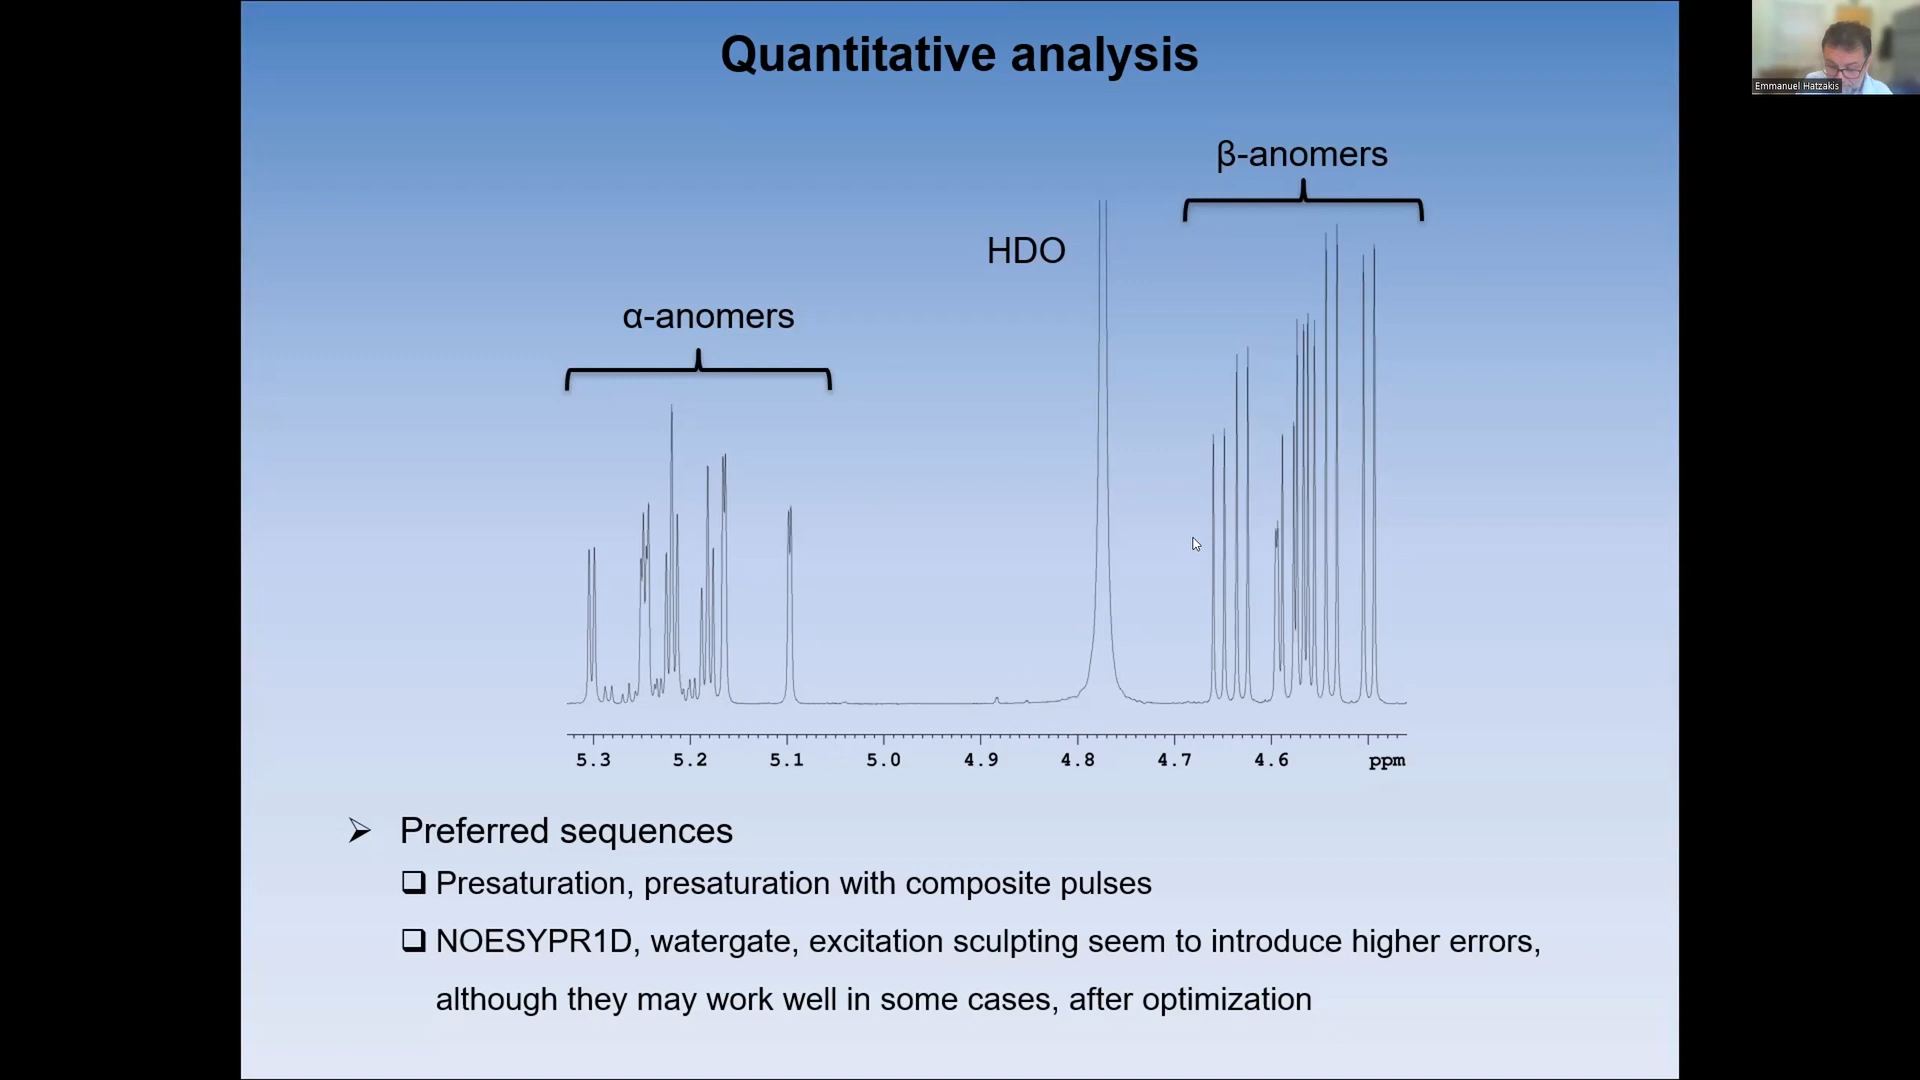 Quantitative analysis
Emmanuel Hatzakis
β-anomers
HDO
α-anomers
5.3 5.2 5.1 5.0 4.9 4.8 4.7 4.6 ppm
➢ Preferred sequences
❑ Presaturation, presaturation with composite pulses
❑ NOESYPR1D, watergate, excitation sculpting seem to introduce higher errors,
although they may work well in some cases, after optimization